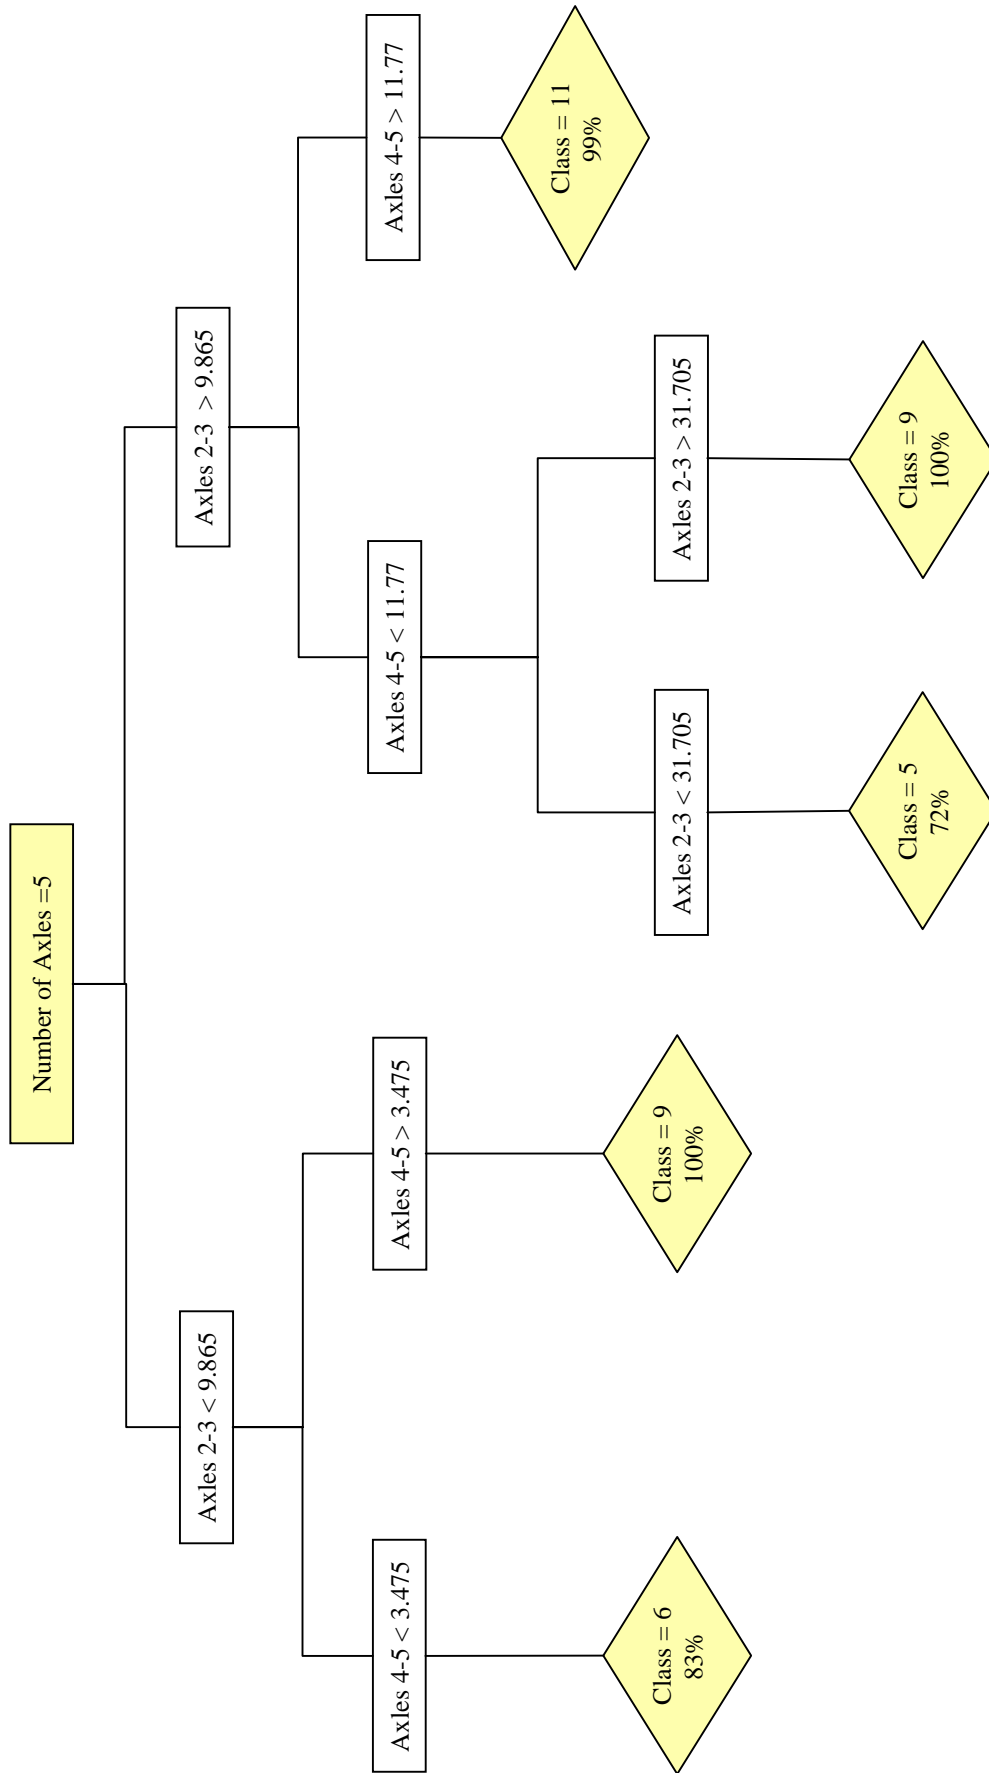 Number of Axles =5
Axles 2-3 < 9.865
Axles 2-3  > 9.865
Axles 4-5 < 3.475
Axles 4-5 > 3.475
Axles 4-5 < 11.77
Axles 4-5 > 11.77
Class = 6
83%
Class = 9
100%
Axles 2-3 < 31.705
Axles 2-3 > 31.705
Class = 11
99%
Class = 5
72%
Class = 9
100%